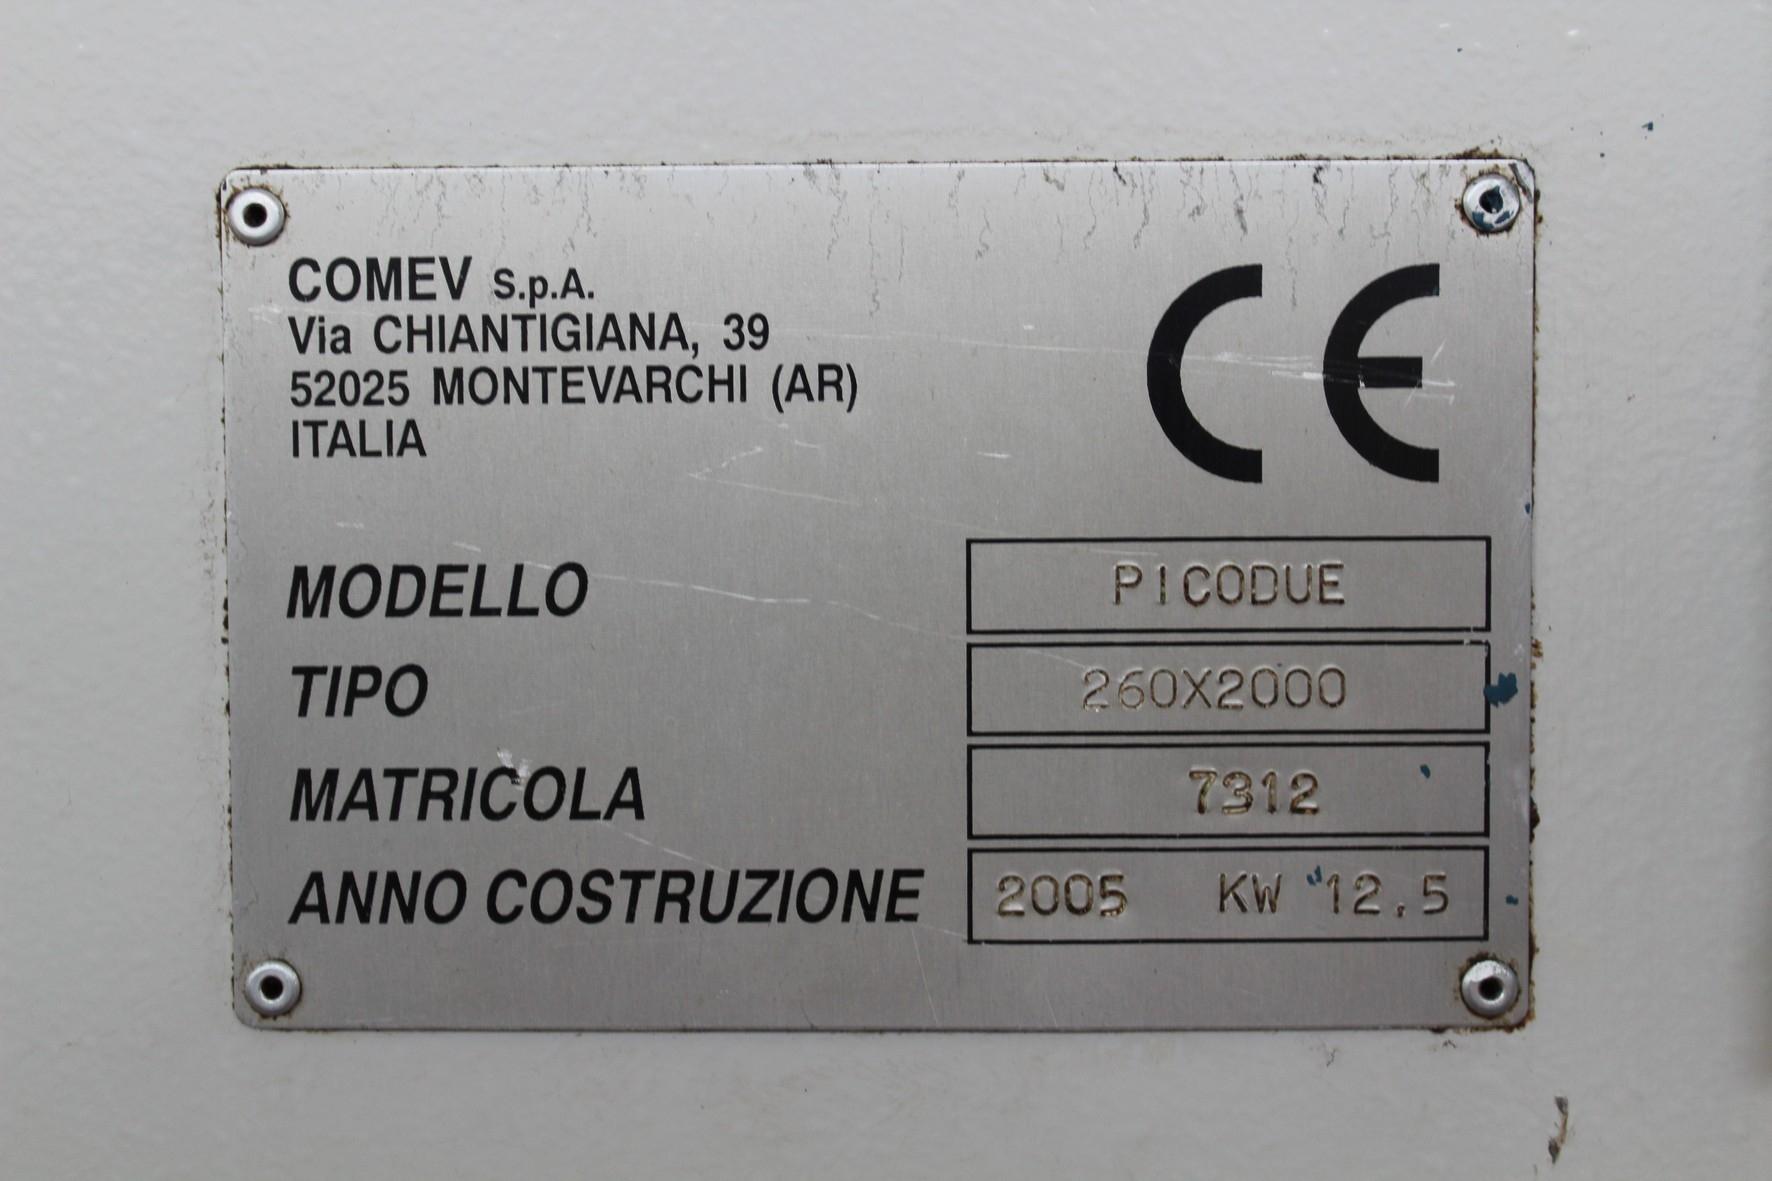 COMEV S.p.A.
Via CHIANTIGIANA, 39
52025 MONTEVARCHI (AR)
ITALIA
CE
MODELLO PICODUE
TIPO 260X2000
MATRICOLA 7312
ANNO COSTRUZIONE 2005 KW 12,5